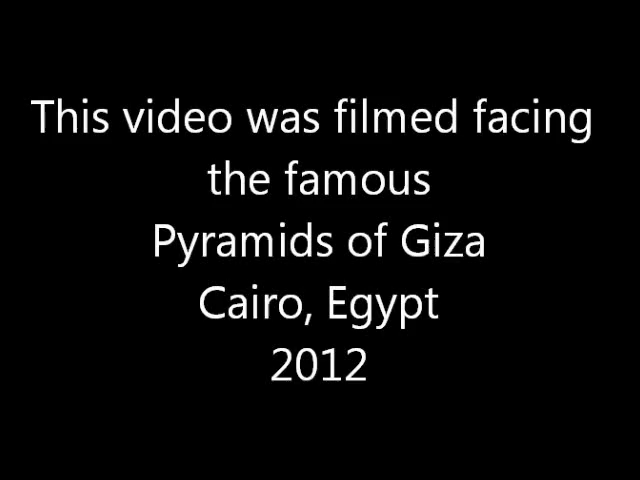 This video was filmed facing
the famous
Pyramids of Giza
Cairo, Egypt
2012